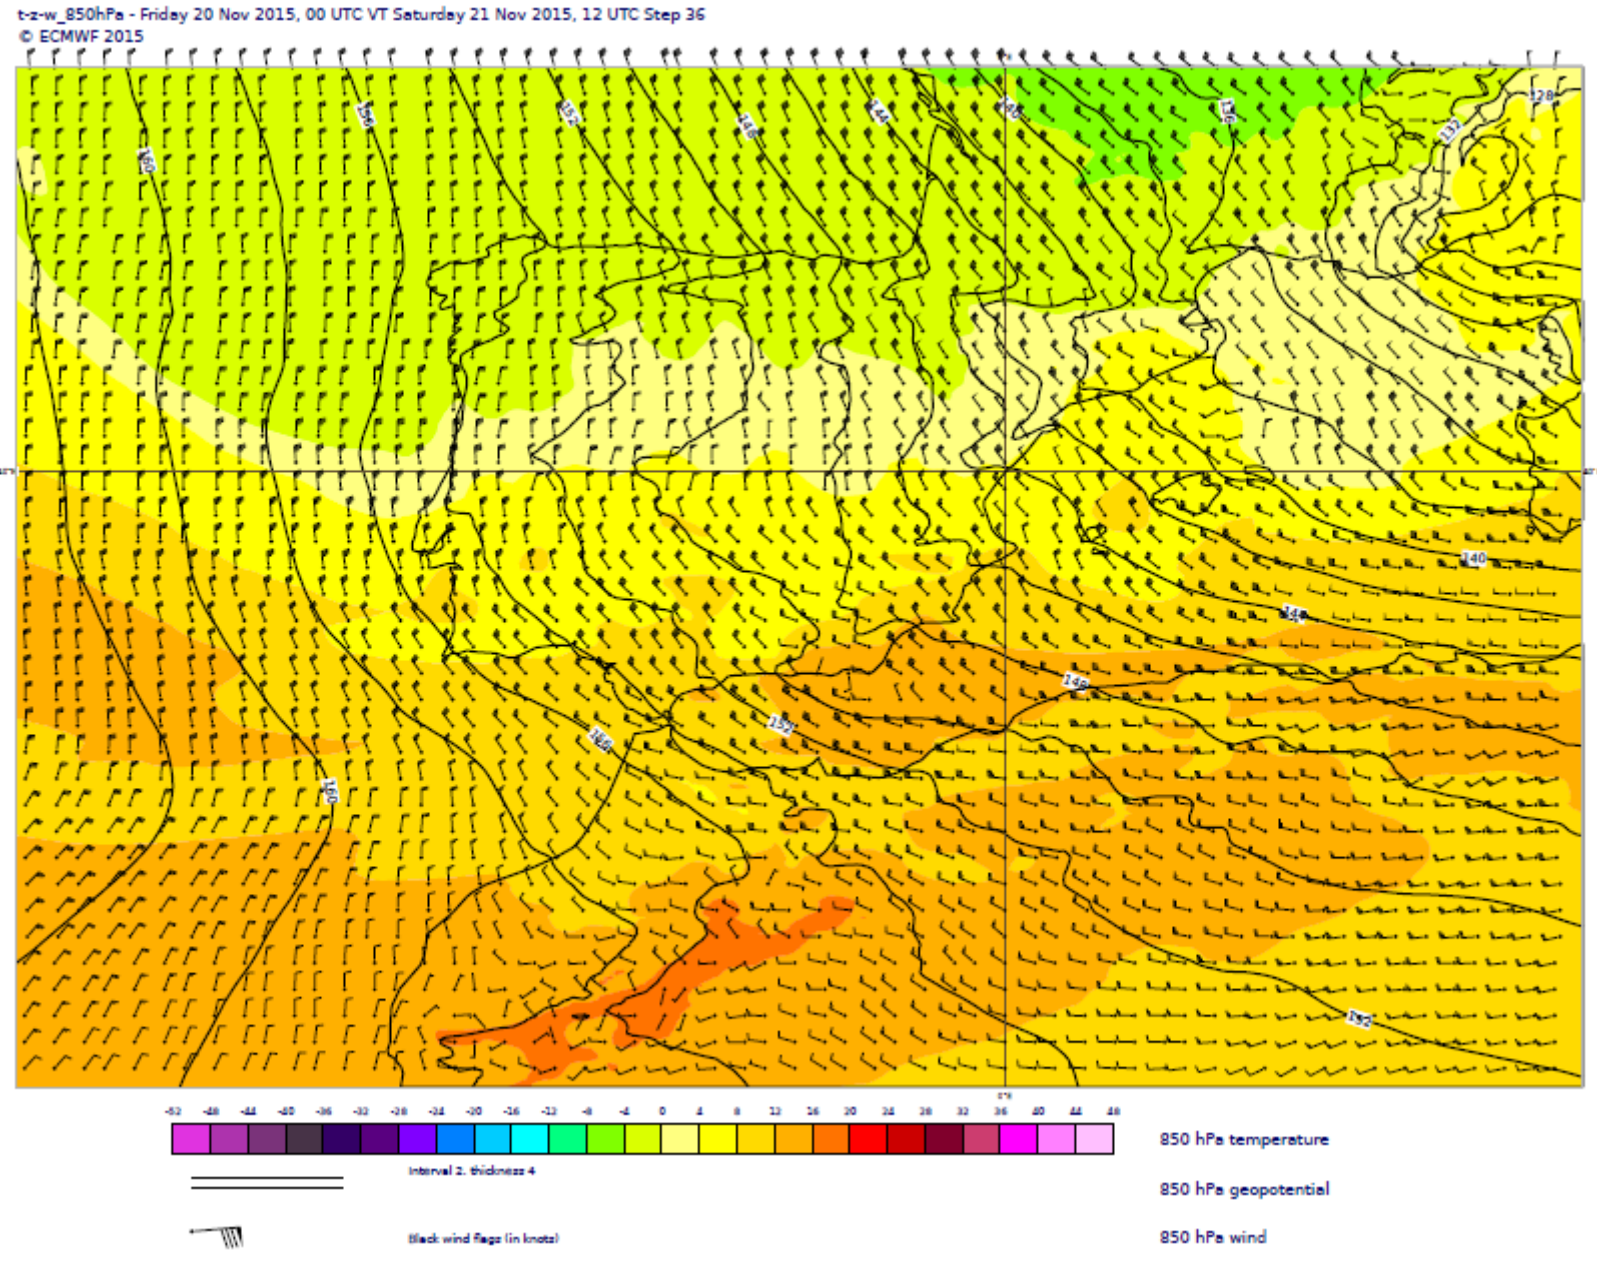 t-z-w_850hPa - Friday 20 Nov 2015, 00 UTC VT Saturday 21 Nov 2015, 12 UTC Step 36
© ECMWF 2015
128
136
132
140
144
148
152
156
160
140
148
152
160
152
-52 -48 -44 -40 -36 -32 -28 -24 -20 -16 -12 -8 -4 0 4 8 12 16 20 24 28 32 36 40 44 48
850 hPa temperature
Interval 2, thickness 4
850 hPa geopotential
Black wind flags (in knots)
850 hPa wind